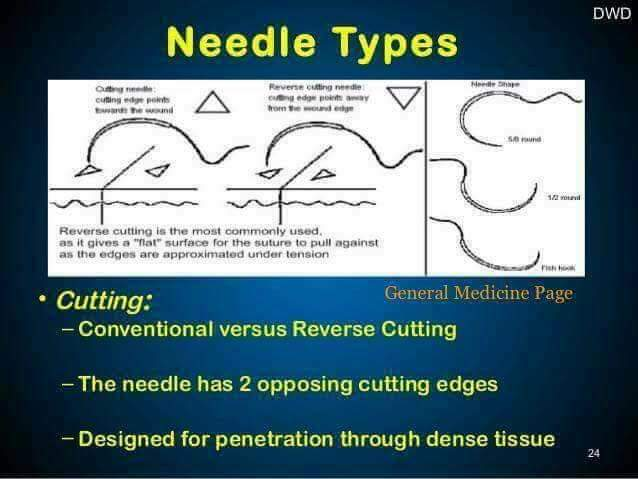 DWD
Needle Types
Cutting needle:
cutting edge points
towards the wound
Reverse cutting needle:
cutting edge points away
from the wound edge
Needle Shape
5/8 round
1/2 round
Fish hook
Reverse cutting is the most commonly used,
as it gives a "flat" surface for the suture to pull against
as the edges are approximated under tension
General Medicine Page
• Cutting:
– Conventional versus Reverse Cutting
– The needle has 2 opposing cutting edges
– Designed for penetration through dense tissue
24